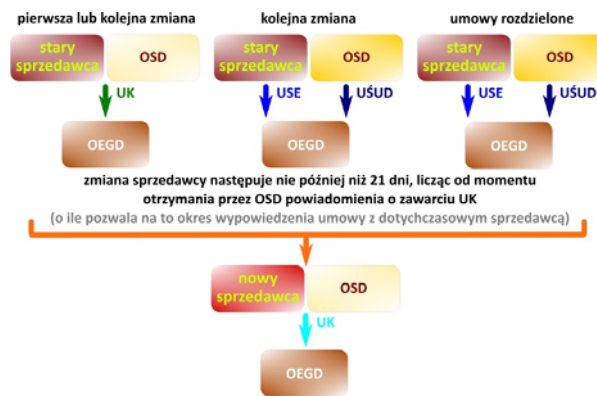 pierwsza lub kolejna zmiana
kolejna zmiana
umowy rozdzielone
stary
sprzedawca
OSD
stary
sprzedawca
OSD
stary
sprzedawca
OSD
UK
USE
UŚUD
USE
UŚUD
OEGD
OEGD
OEGD
zmiana sprzedawcy następuje nie później niż 21 dni, licząc od momentu
otrzymania przez OSD powiadomienia o zawarciu UK
(o ile pozwala na to okres wypowiedzenia umowy z dotychczasowym sprzedawcą)
nowy
sprzedawca
OSD
UK
OEGD